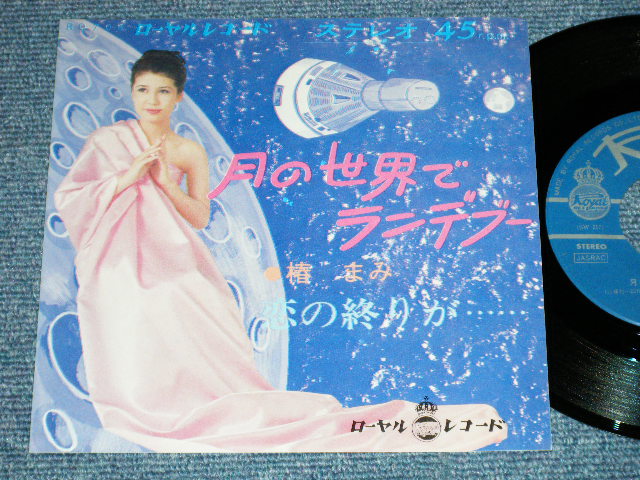 ローヤルレコード ステレオ 45
月の世界で
ランデブー
●椿 まみ
恋の終りが……
ローヤル レコード
Royal
STEREO
JASRAC